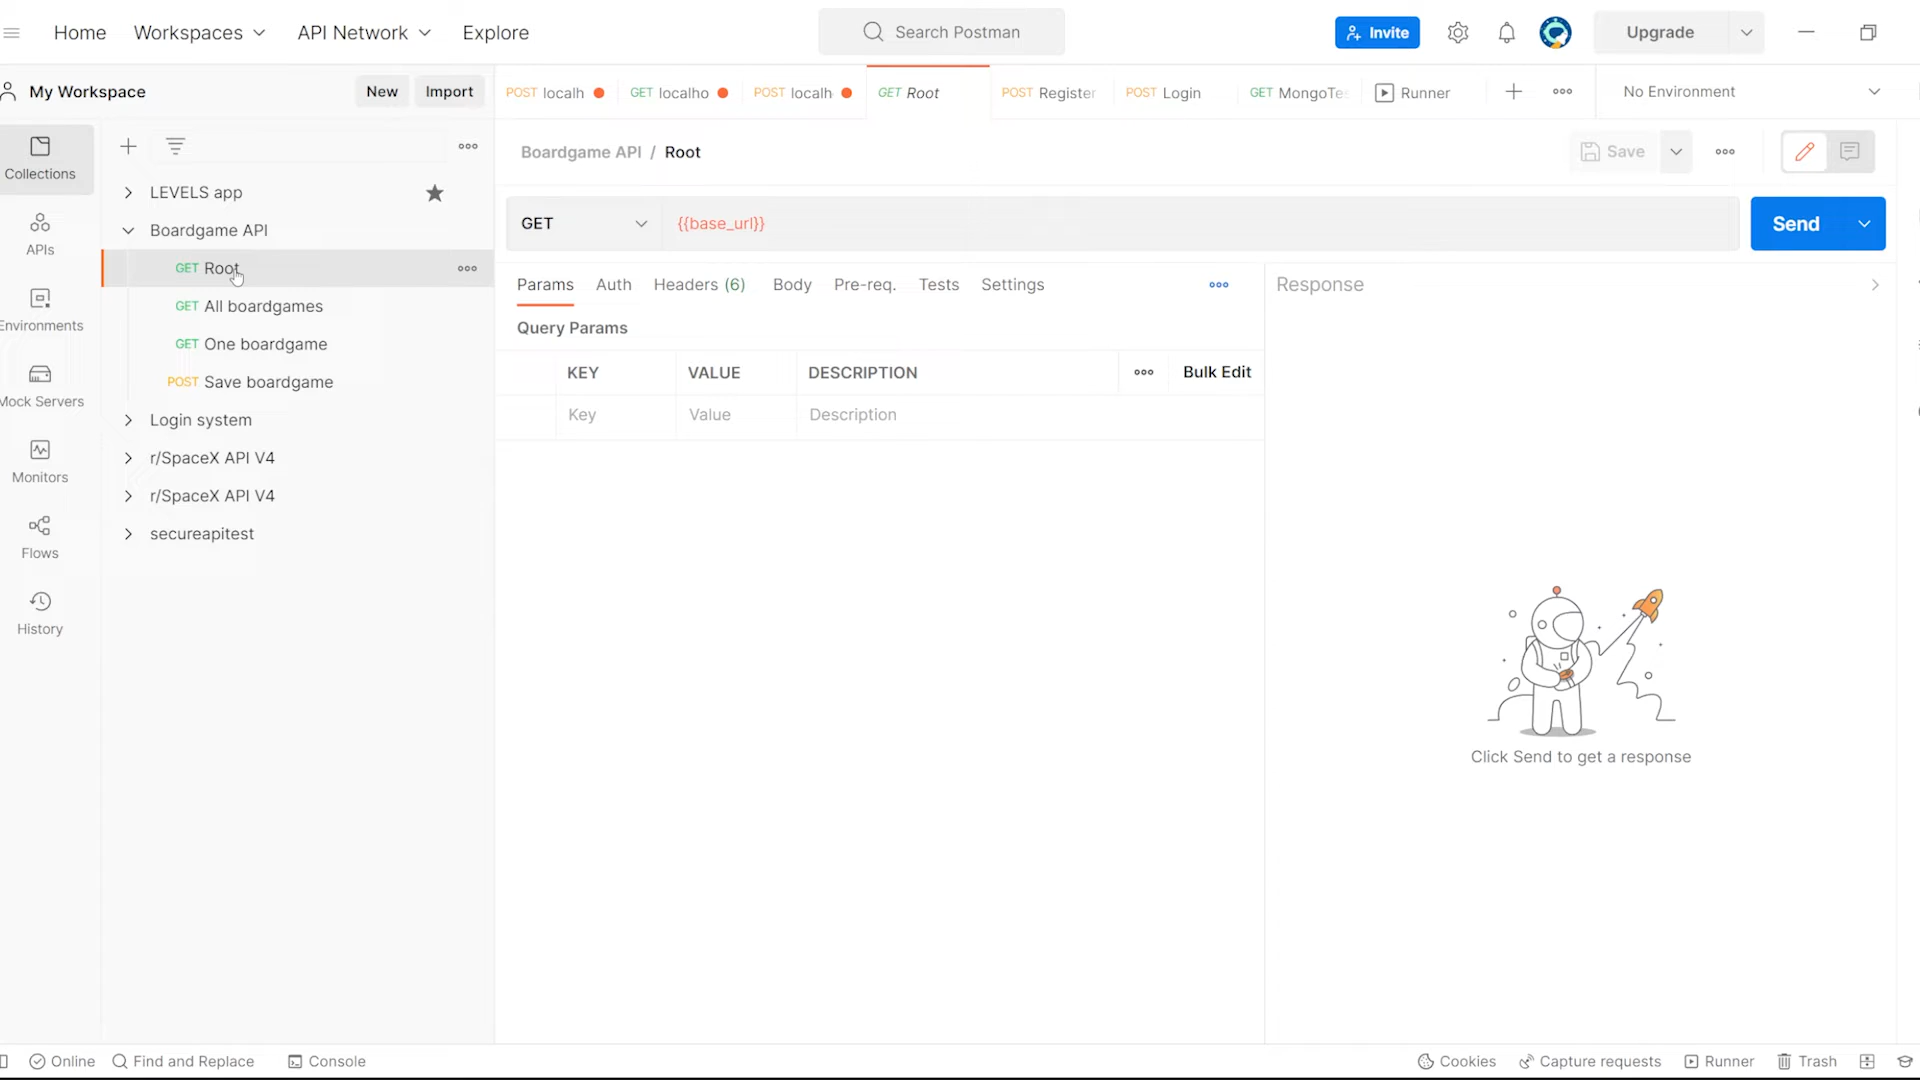 Home Workspaces API Network Explore Search Postman Invite Upgrade
My Workspace New Import POST localh GET localho POST localh GET Root POST Register POST Login GET MongoTe Runner No Environment
Collections
Boardgame API / Root Save
LEVELS app
APIs
Boardgame API
GET {{base_url}} Send
GET Root
Params Auth Headers (6) Body Pre-req. Tests Settings Response
Environments
GET All boardgames
Query Params
GET One boardgame
Mock Servers
POST Save boardgame
KEY VALUE DESCRIPTION Bulk Edit
Login system
Key Value Description
r/SpaceX API V4
Monitors
r/SpaceX API V4
Flows
secureapitest
History
Click Send to get a response
Online Find and Replace Console Cookies Capture requests Runner Trash